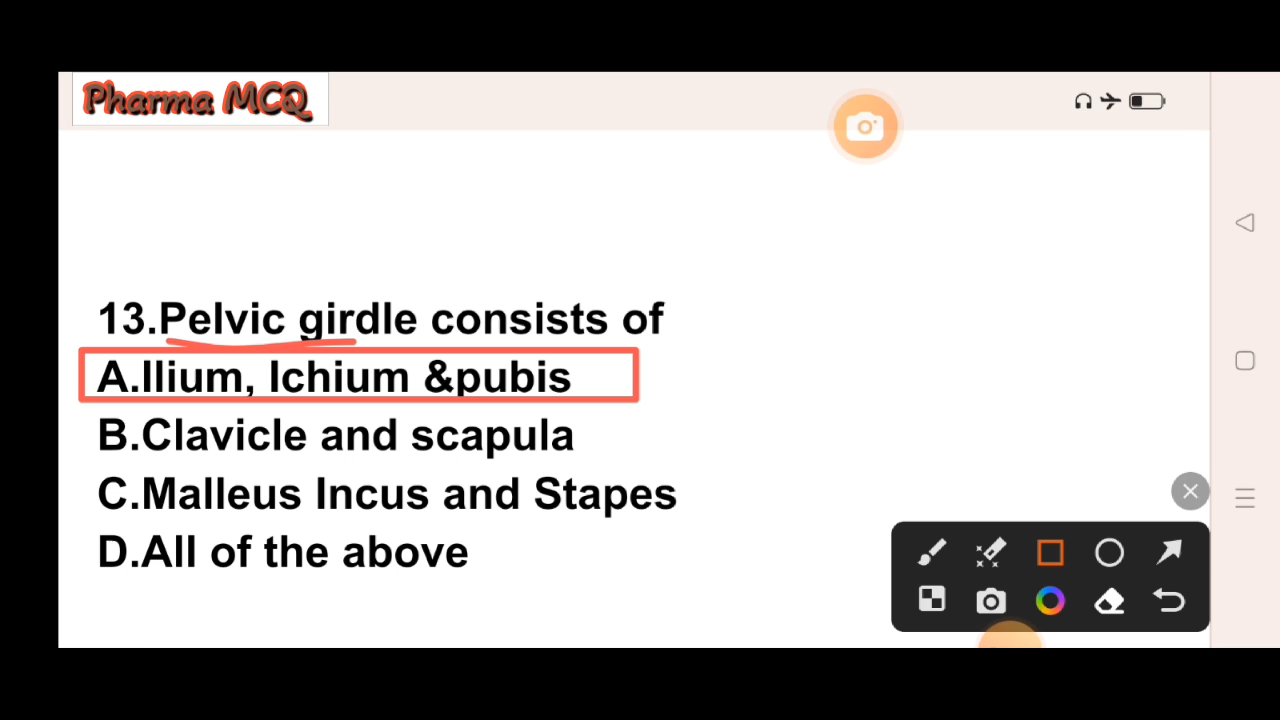 Pharma MCQ
13.Pelvic girdle consists of
A.Ilium, Ichium &pubis
B.Clavicle and scapula
C.Malleus Incus and Stapes
D.All of the above